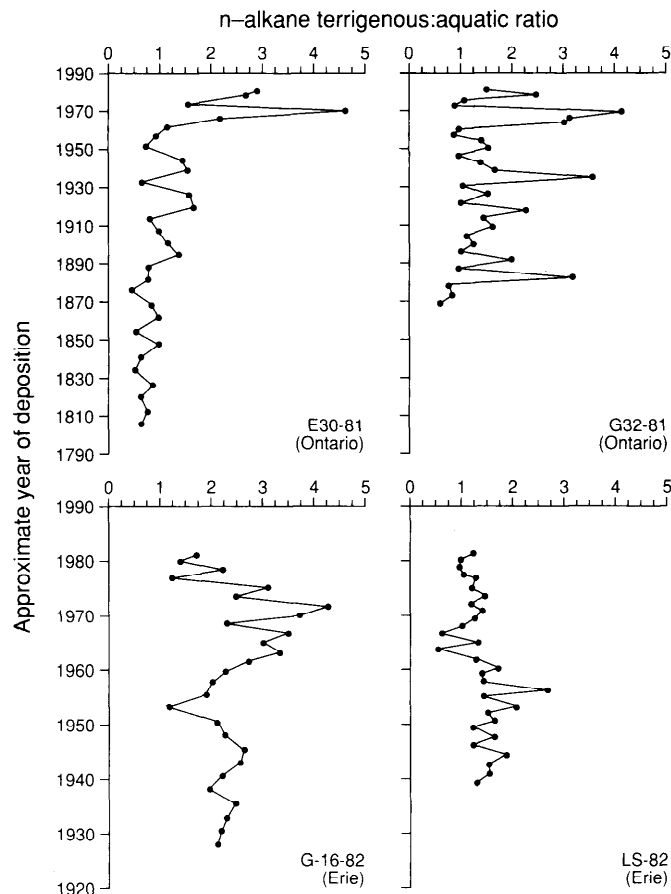 n–alkane terrigenous:aquatic ratio
0 1 2 3 4 5
0 1 2 3 4 5
1990
1970
1950
1930
1910
1890
1870
1850
1830
1810
1790
E30-81
(Ontario)
G32-81
(Ontario)
Approximate year of deposition
0 1 2 3 4 5
0 1 2 3 4 5
1990
1980
1970
1960
1950
1940
1930
1920
G-16-82
(Erie)
LS-82
(Erie)